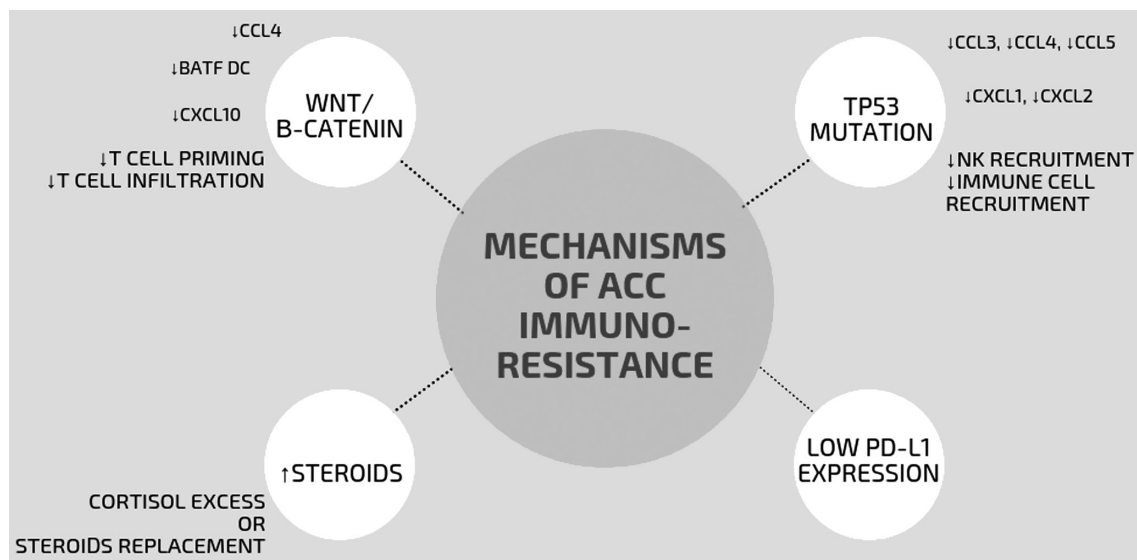 ↓CCL4
↓BATF DC
↓CXCL10
↓T CELL PRIMING
↓T CELL INFILTRATION
WNT/
B-CATENIN
TP53
MUTATION
↓CCL3, ↓CCL4, ↓CCL5
↓CXCL1, ↓CXCL2
↓NK RECRUITMENT
↓IMMUNE CELL
RECRUITMENT
MECHANISMS
OF ACC
IMMUNO-
RESISTANCE
↑STEROIDS
CORTISOL EXCESS
OR
STEROIDS REPLACEMENT
LOW PD-L1
EXPRESSION